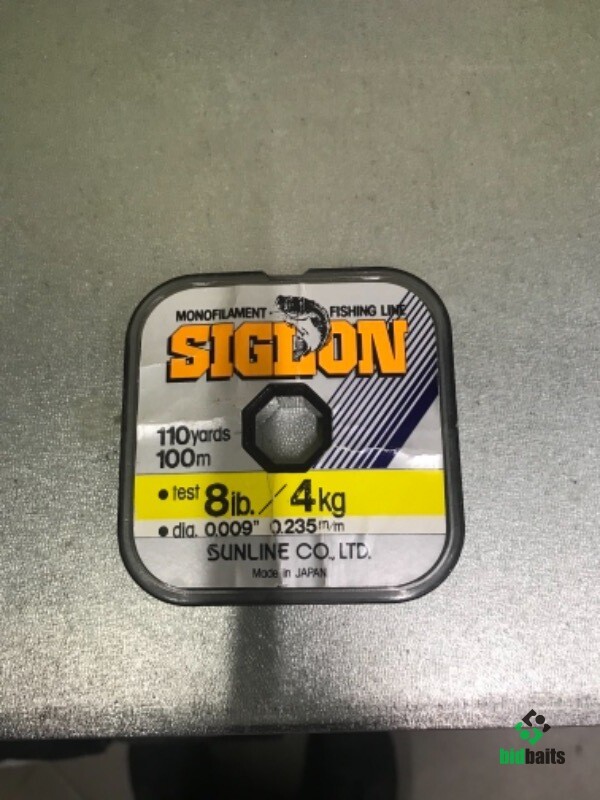 MONOFILAMENT FISHING LINE
SIGLON
110yards
100m
• test 8lb./4kg
• dia. 0.009" 0.235m/m
SUNLINE CO., LTD.
Made in JAPAN
bidbaits